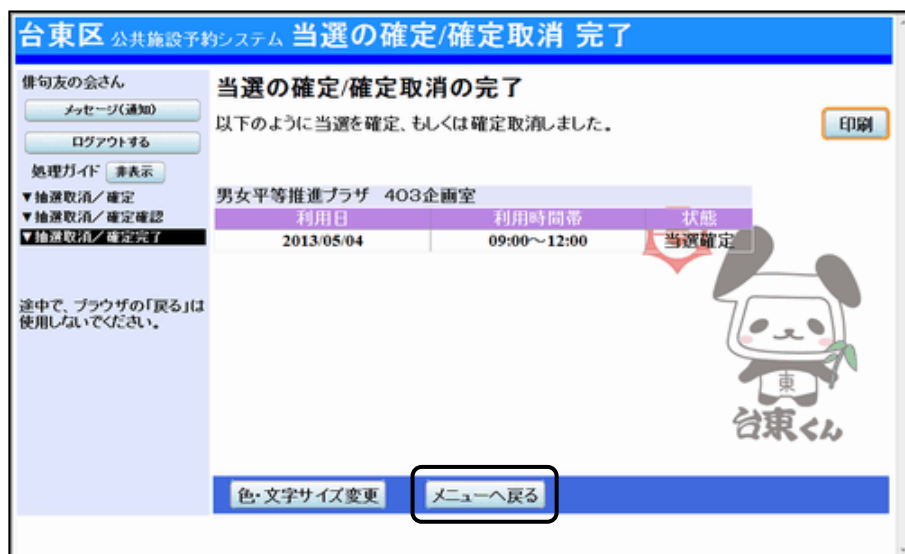 台東区 公共施設予約システム 当選の確定/確定取消 完了
俳句友の会さん
メッセージ(通知)
ログアウトする
処理ガイド 非表示
▼抽選取消/確定
▼抽選取消/確定確認
▼抽選取消/確定完了
途中で、ブラウザの「戻る」は
使用しないでください。
当選の確定/確定取消の完了
以下のように当選を確定、もしくは確定取消しました。
印刷
男女平等推進プラザ 403企画室
利用日 利用時間帯 状態
2013/05/04 09:00～12:00 当選確定
東
台東くん
色・文字サイズ変更 メニューへ戻る